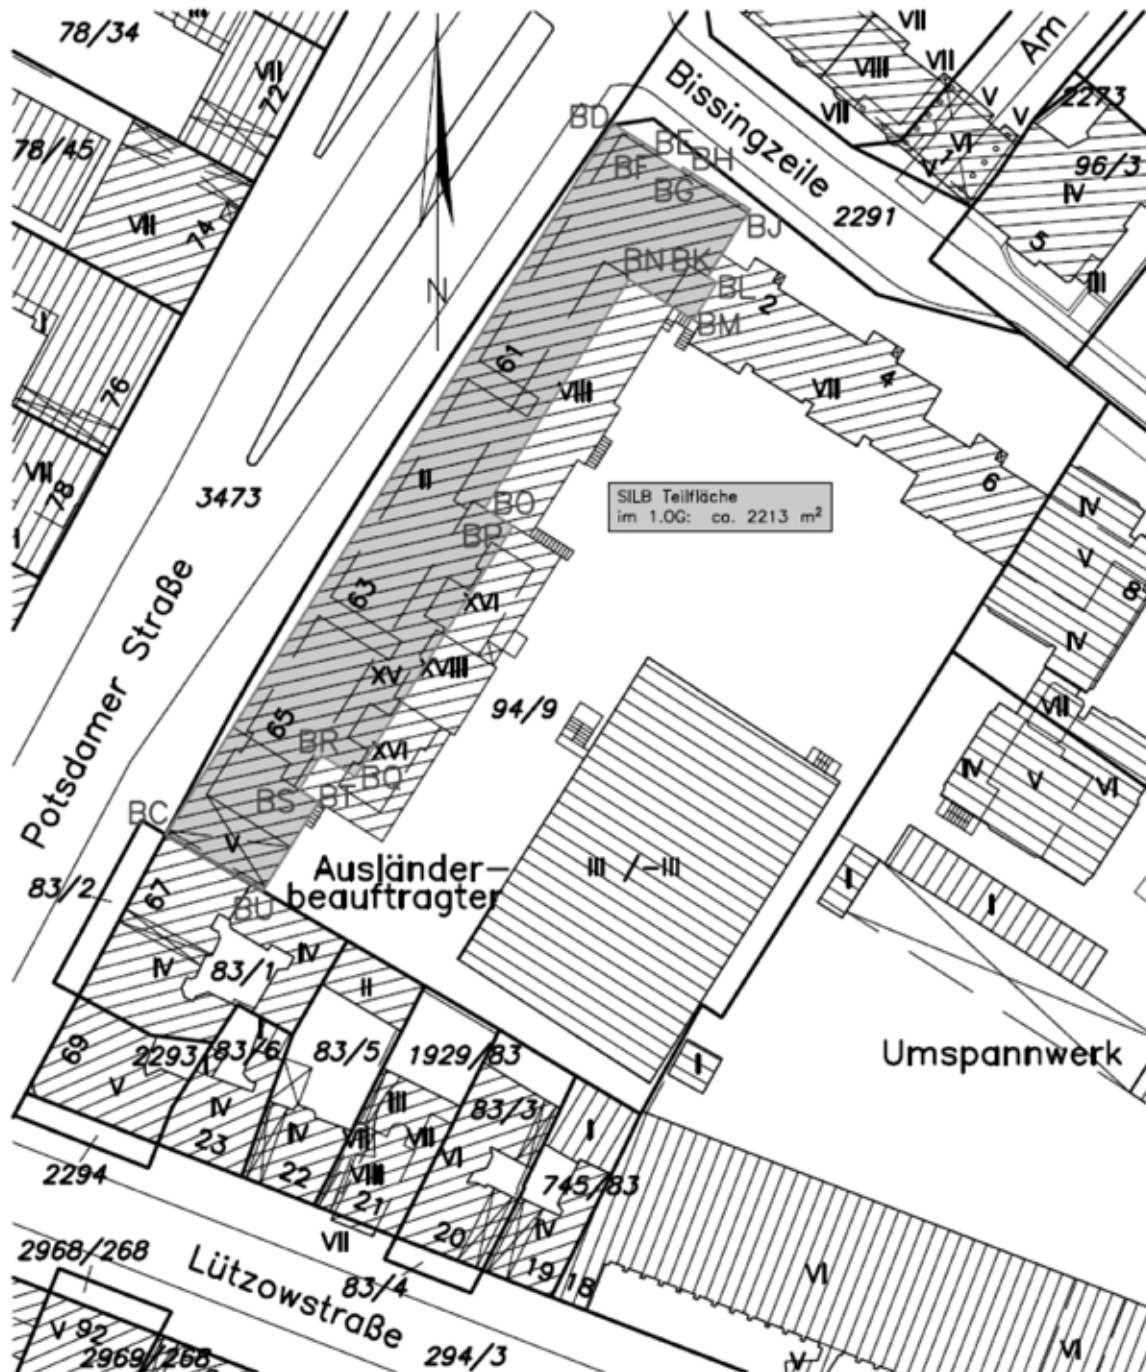 78/34
III
VII
72
78/45
VII
74
I
76
VII
78
N
3473
Potsdamer Straße
VII
VIII
VII
VII
Am
V
V
2273
VI
V
7
96/3
IV
5
III
Bissingzeile
2291
BD
BE
BH
BF
BG
BJ
BN
BK
BL
BM
2
4
6
VII
61
VIII
II
BO
BP
SILB Teilfläche
im 1.OG: ca. 2213 m²
63
XVI
XV
XVIII
65
BR
XVI
BQ
BS
BT
BC
V
BU
94/9
Ausländer-
beauftragter
III /-III
IV
V
IV
VII
IV
V
VI
I
I
I
Umspannwerk
83/2
67
IV
83/1
IV
II
69
2293
83/6
I
83/5
1929/83
83/3
I
V
IV
23
IV
22
III
VII
VIII
VII
21
VI
20
745/83
IV
19
18
2294
VII
83/4
Lützowstraße
2968/268
V
92
2969/268
294/3
VI
V
VI